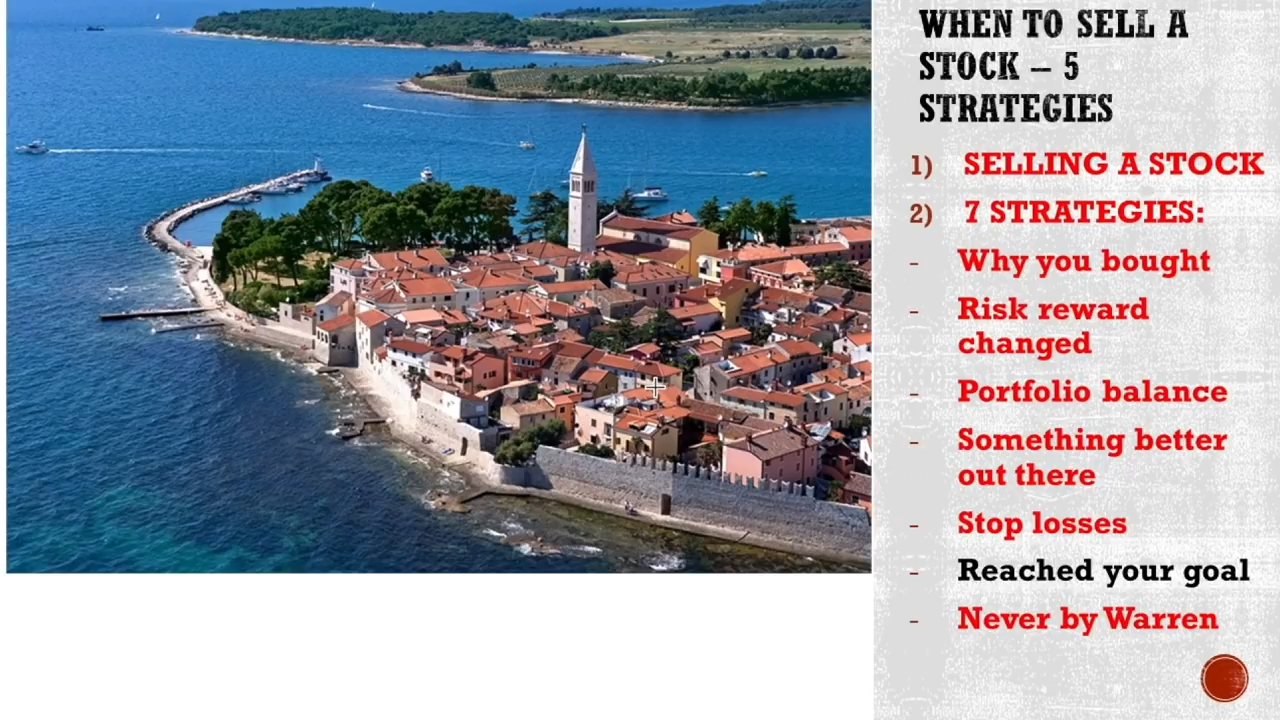 WHEN TO SELL A
STOCK – 5
STRATEGIES
1) SELLING A STOCK
2) 7 STRATEGIES:
- Why you bought
- Risk reward
changed
- Portfolio balance
- Something better
out there
- Stop losses
- Reached your goal
- Never by Warren